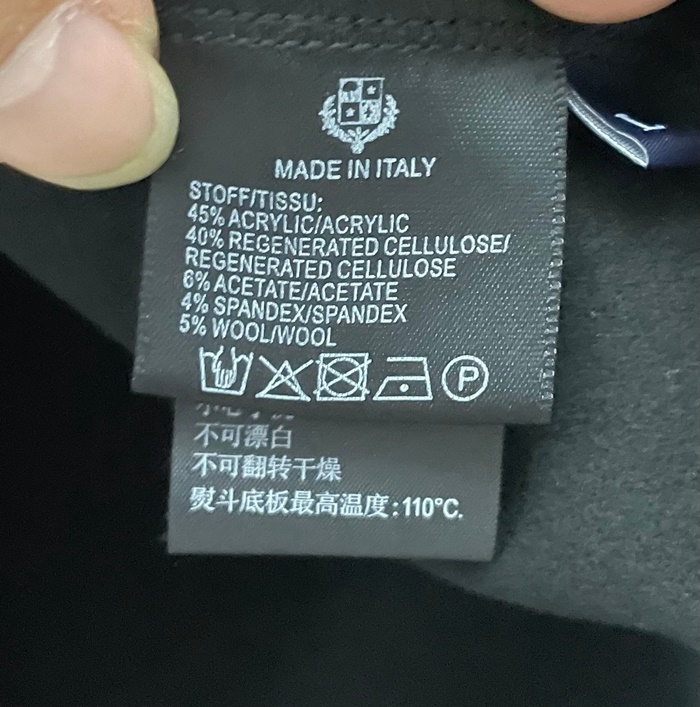 MADE IN ITALY
STOFF/TISSU:
45% ACRYLIC/ACRYLIC
40% REGENERATED CELLULOSE/
REGENERATED CELLULOSE
6% ACETATE/ACETATE
4% SPANDEX/SPANDEX
5% WOOL/WOOL
P
不可漂白
不可翻转干燥
熨斗底板最高温度:110°C.